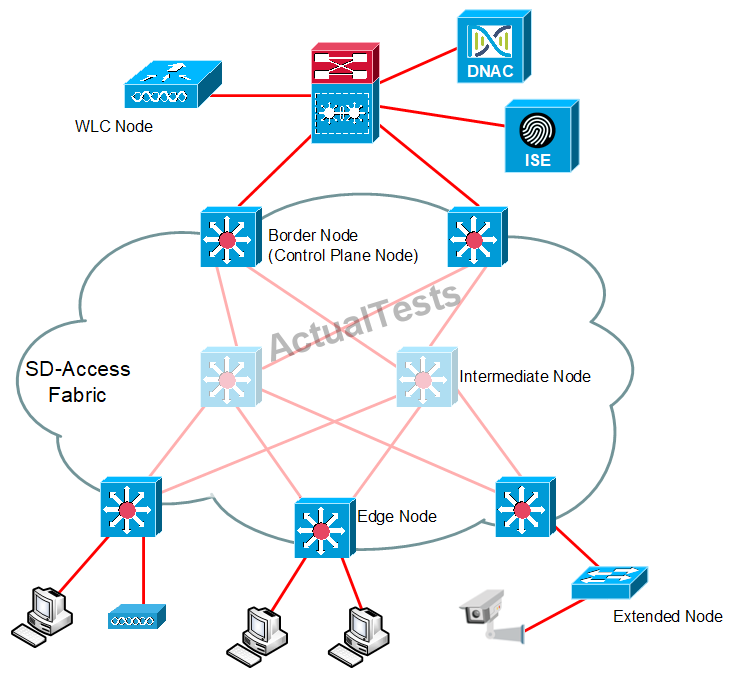 DNAC
WLC Node
ISE
Border Node
(Control Plane Node)
ActualTests
SD-Access
Fabric
Intermediate Node
Edge Node
Extended Node